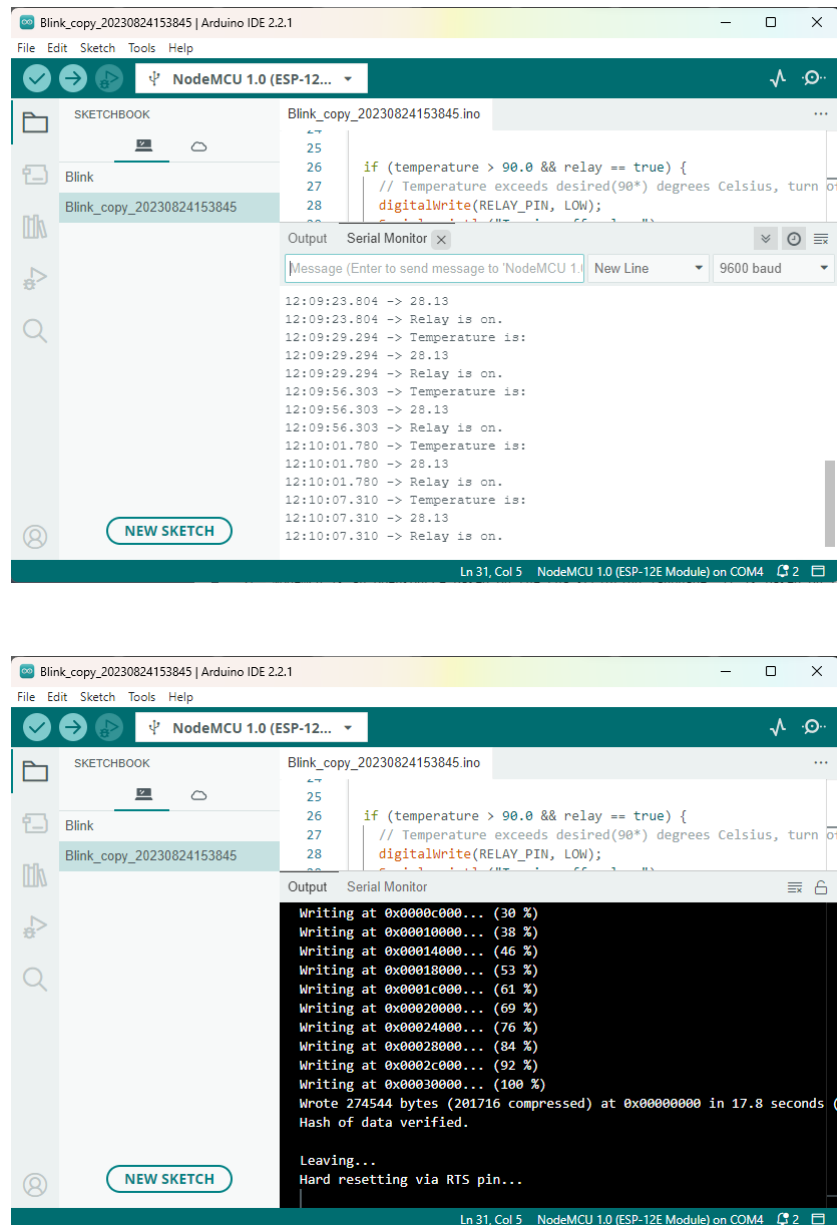 Blink_copy_20230824153845 | Arduino IDE 2.2.1
File Edit Sketch Tools Help
NodeMCU 1.0 (ESP-12...
SKETCHBOOK
Blink
Blink_copy_20230824153845
NEW SKETCH
Blink_copy_20230824153845.ino
...
24
25
26 if (temperature > 90.0 && relay == true) {
27 // Temperature exceeds desired(90*) degrees Celsius, turn of
28 digitalWrite(RELAY_PIN, LOW);
Output Serial Monitor
Message (Enter to send message to 'NodeMCU 1.0 New Line 9600 baud
12:09:23.804 -> 28.13
12:09:23.804 -> Relay is on.
12:09:29.294 -> Temperature is:
12:09:29.294 -> 28.13
12:09:29.294 -> Relay is on.
12:09:56.303 -> Temperature is:
12:09:56.303 -> 28.13
12:09:56.303 -> Relay is on.
12:10:01.780 -> Temperature is:
12:10:01.780 -> 28.13
12:10:01.780 -> Relay is on.
12:10:07.310 -> Temperature is:
12:10:07.310 -> 28.13
12:10:07.310 -> Relay is on.
Ln 31, Col 5 NodeMCU 1.0 (ESP-12E Module) on COM4 2
Blink_copy_20230824153845 | Arduino IDE 2.2.1
File Edit Sketch Tools Help
NodeMCU 1.0 (ESP-12...
SKETCHBOOK
Blink
Blink_copy_20230824153845
NEW SKETCH
Blink_copy_20230824153845.ino
...
24
25
26 if (temperature > 90.0 && relay == true) {
27 // Temperature exceeds desired(90*) degrees Celsius, turn of
28 digitalWrite(RELAY_PIN, LOW);
Output Serial Monitor
Writing at 0x0000c000... (30 %)
Writing at 0x00010000... (38 %)
Writing at 0x00014000... (46 %)
Writing at 0x00018000... (53 %)
Writing at 0x0001c000... (61 %)
Writing at 0x00020000... (69 %)
Writing at 0x00024000... (76 %)
Writing at 0x00028000... (84 %)
Writing at 0x0002c000... (92 %)
Writing at 0x00030000... (100 %)
Wrote 274544 bytes (201716 compressed) at 0x00000000 in 17.8 seconds (
Hash of data verified.
Leaving...
Hard resetting via RTS pin...
Ln 31, Col 5 NodeMCU 1.0 (ESP-12E Module) on COM4 2